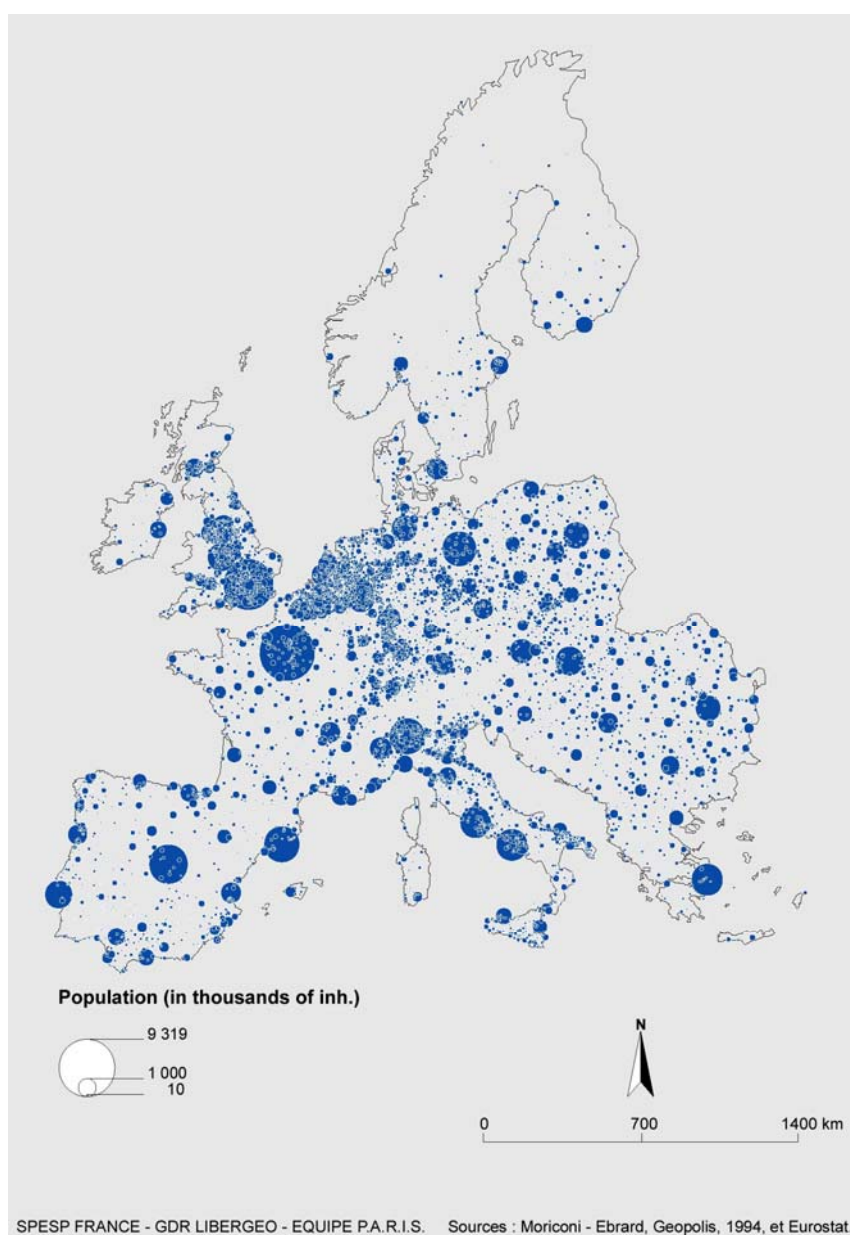 Population (in thousands of inh.)
9 319
1 000
10
N
0 700 1400 km
SPESP FRANCE - GDR LIBERGEO - EQUIPE P.A.R.I.S. Sources : Moriconi - Ebrard, Geopolis, 1994, et Eurostat